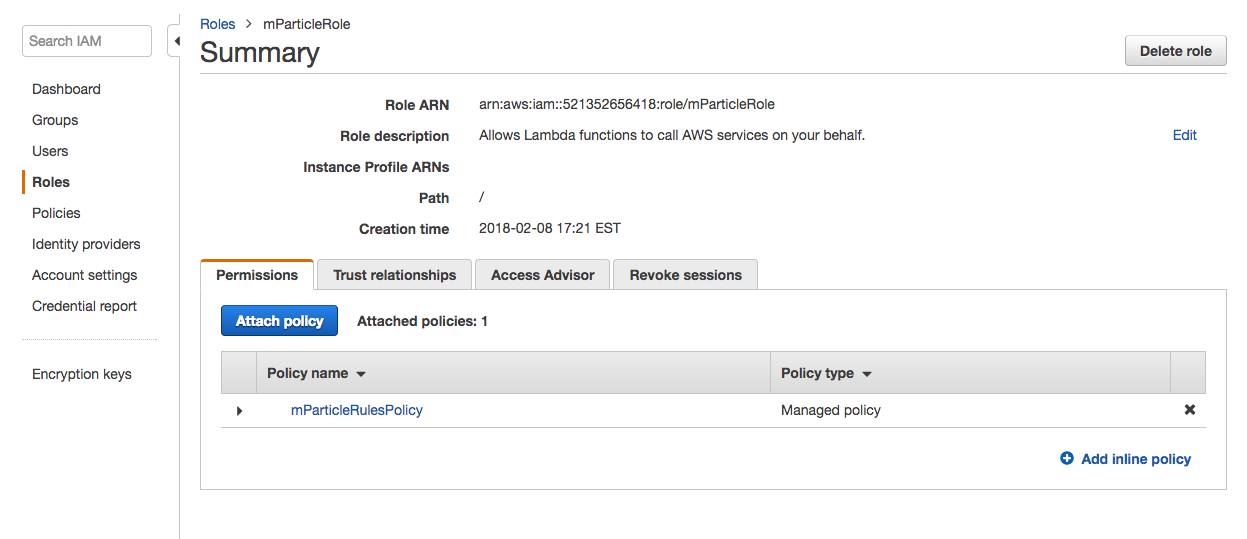 Search IAM
Dashboard
Groups
Users
Roles
Policies
Identity providers
Account settings
Credential report
Encryption keys
Roles > mParticleRole
Summary
Delete role
Role ARN arn:aws:iam::521352656418:role/mParticleRole
Role description Allows Lambda functions to call AWS services on your behalf. Edit
Instance Profile ARNs
Path /
Creation time 2018-02-08 17:21 EST
Permissions Trust relationships Access Advisor Revoke sessions
Attach policy Attached policies: 1
Policy name Policy type
mParticleRulesPolicy Managed policy
Add inline policy